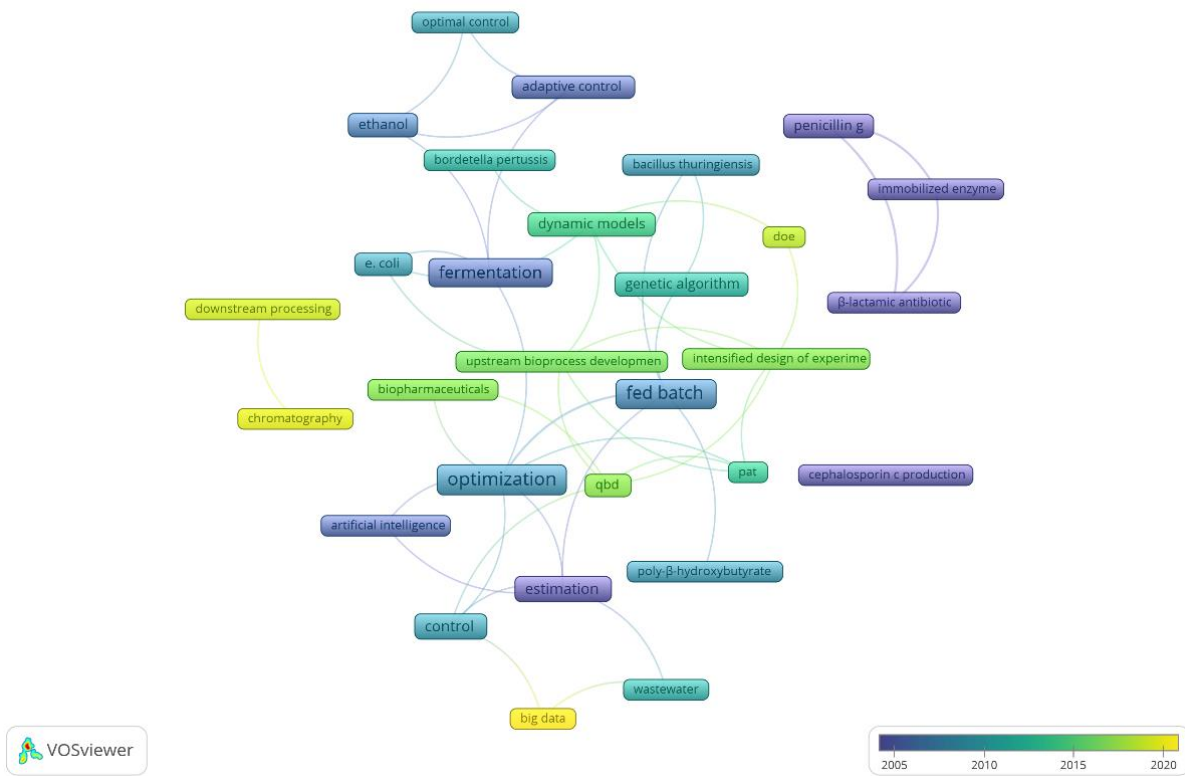 optimal control
adaptive control
ethanol
penicillin g
bordetella pertussis
bacillus thuringiensis
immobilized enzyme
dynamic models
doe
e. coli
fermentation
genetic algorithm
β-lactamic antibiotic
downstream processing
upstream bioprocess developmen
intensified design of experime
biopharmaceuticals
fed batch
chromatography
optimization
qbd
pat
cephalosporin c production
artificial intelligence
poly-β-hydroxybutyrate
estimation
control
wastewater
big data
VOSviewer
2005 2010 2015 2020